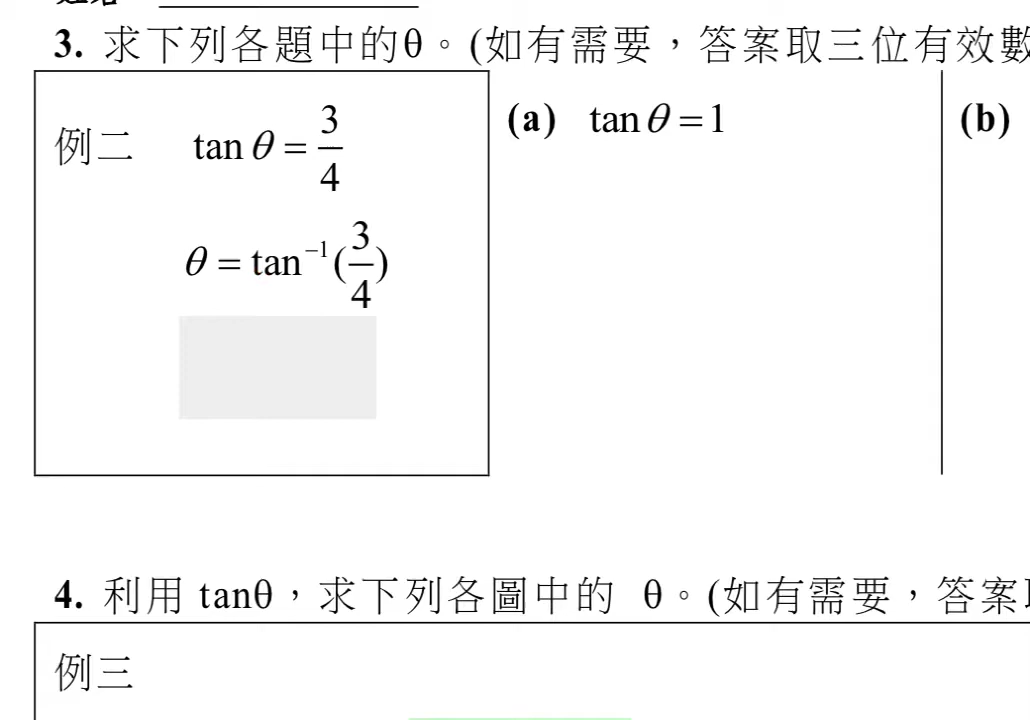 3. 求下列各題中的θ。(如有需要，答案取三位有效數
例二 tan θ = 3/4
θ = tan⁻¹(3/4)
(a) tan θ = 1
(b)
4. 利用 tanθ，求下列各圖中的 θ。(如有需要，答案
例三